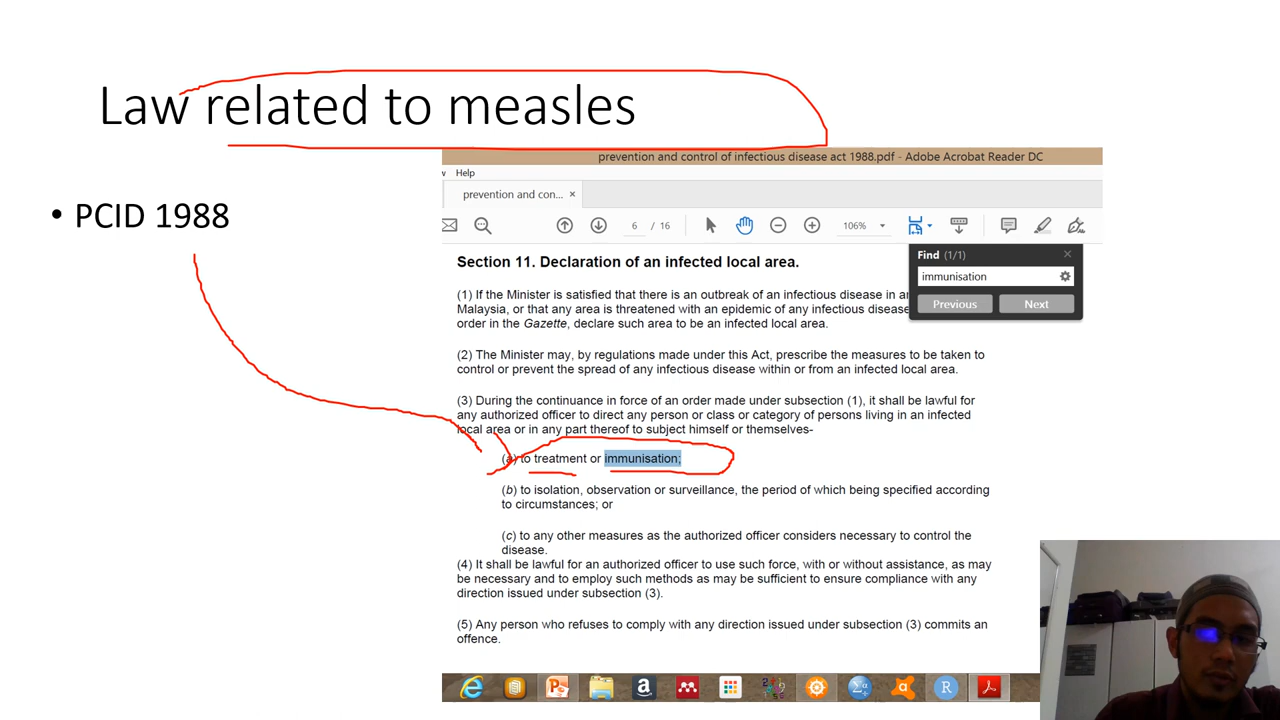 Law related to measles
• PCID 1988
prevention and control of infectious disease act 1988.pdf - Adobe Acrobat Reader DC
Help
prevention and con... ×
6 / 16
106%
Find (1/1)
immunisation
Previous Next
Section 11. Declaration of an infected local area.
(1) If the Minister is satisfied that there is an outbreak of an infectious disease in
Malaysia, or that any area is threatened with an epidemic of any infectious disease
order in the Gazette, declare such area to be an infected local area.
(2) The Minister may, by regulations made under this Act, prescribe the measures to be taken to
control or prevent the spread of any infectious disease within or from an infected local area.
(3) During the continuance in force of an order made under subsection (1), it shall be lawful for
any authorized officer to direct any person or class or category of persons living in an infected
local area or in any part thereof to subject himself or themselves-
(a) to treatment or immunisation;
(b) to isolation, observation or surveillance, the period of which being specified according
to circumstances; or
(c) to any other measures as the authorized officer considers necessary to control the
disease.
(4) It shall be lawful for an authorized officer to use such force, with or without assistance, as may
be necessary and to employ such methods as may be sufficient to ensure compliance with any
direction issued under subsection (3).
(5) Any person who refuses to comply with any direction issued under subsection (3) commits an
offence.